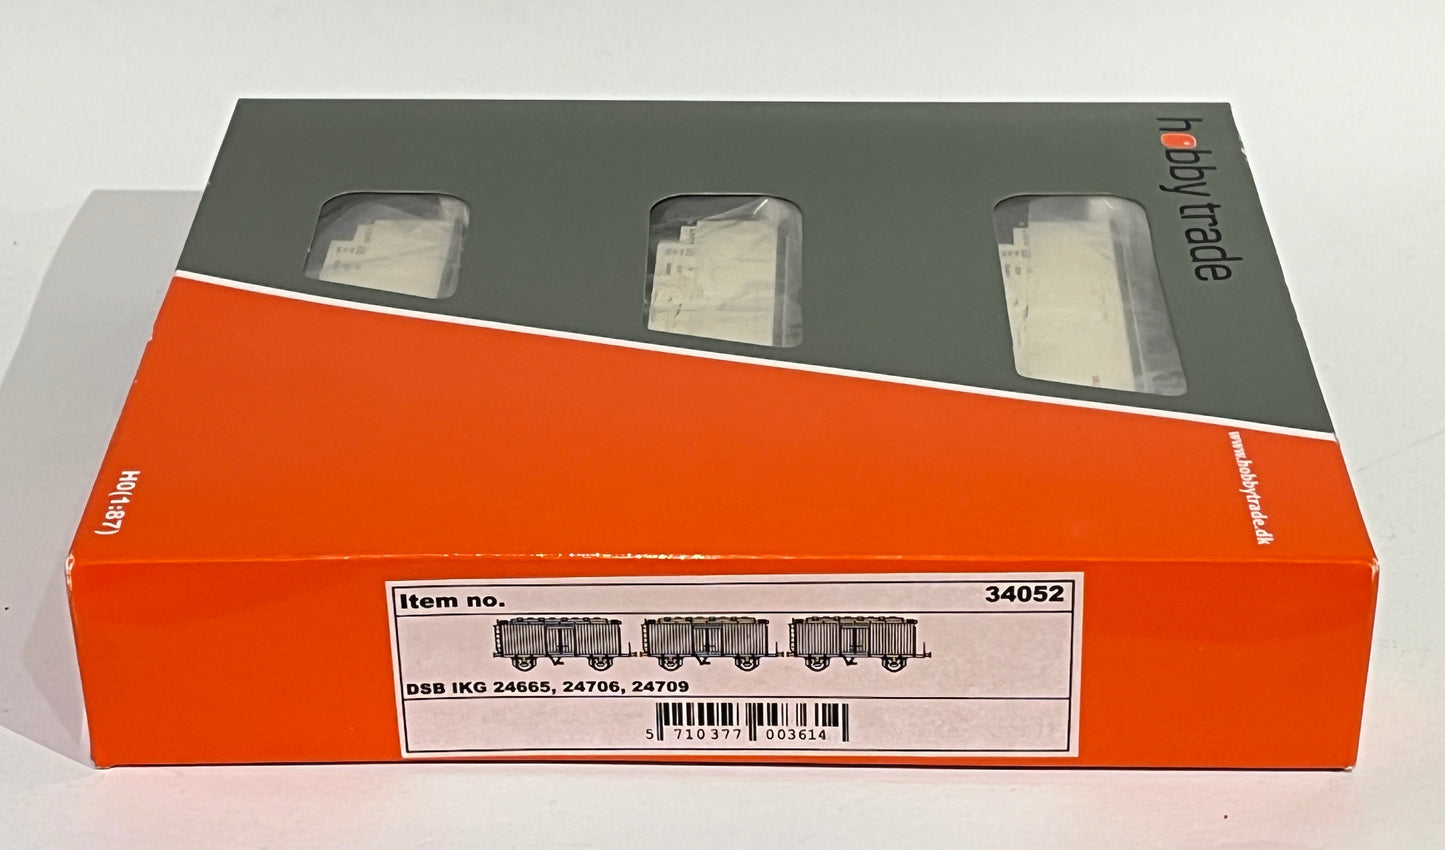 hobby trade
www.hobbytrade.dk
H0(1:87)
Item no. 34052
DSB IKG 24665, 24706, 24709
5 710377 003614